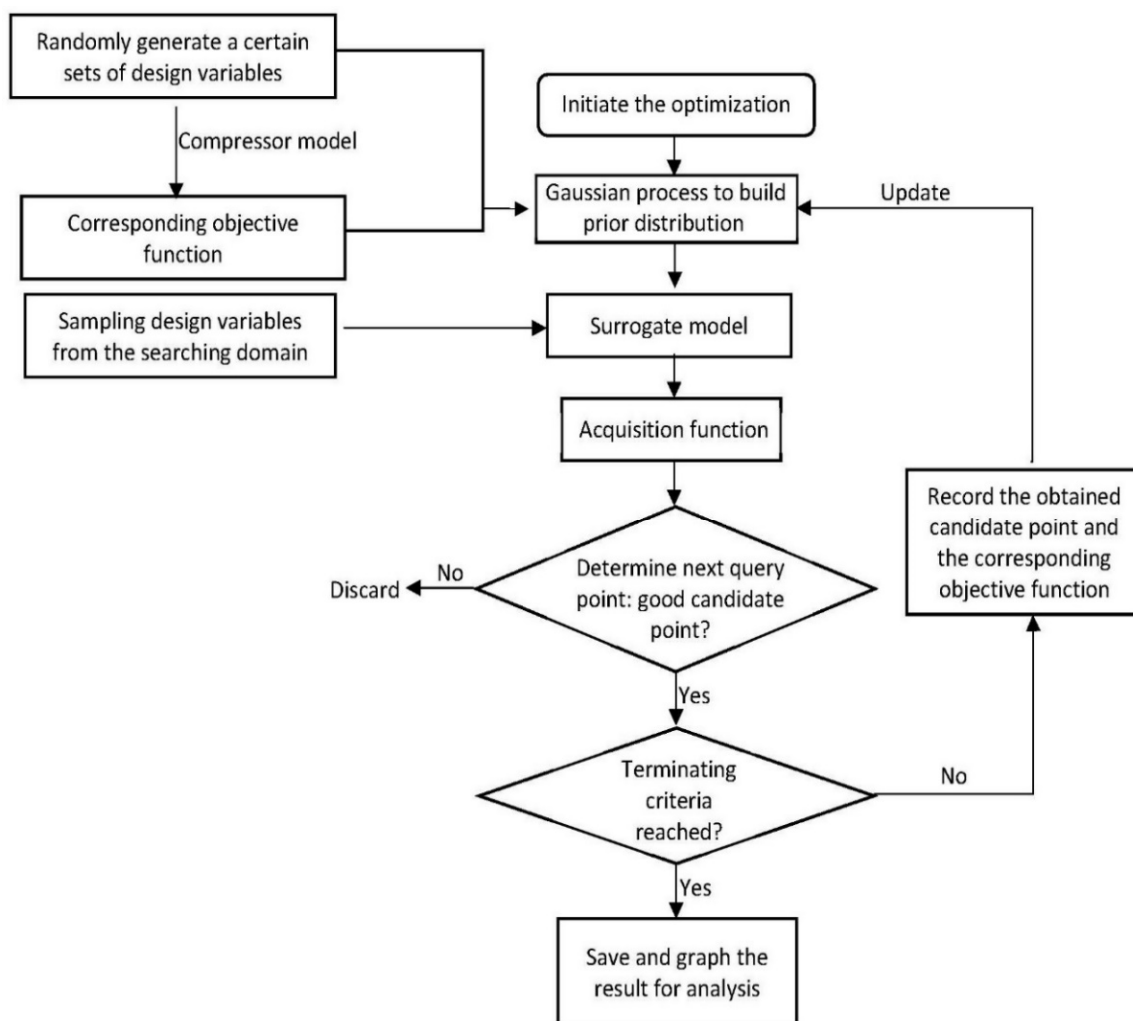 Randomly generate a certain
sets of design variables
Compressor model
Corresponding objective
function
Sampling design variables
from the searching domain
Initiate the optimization
Gaussian process to build
prior distribution
Update
Surrogate model
Acquisition function
Determine next query
point: good candidate
point?
No
Discard
Yes
Terminating
criteria
reached?
No
Record the obtained
candidate point and
the corresponding
objective function
Yes
Save and graph the
result for analysis